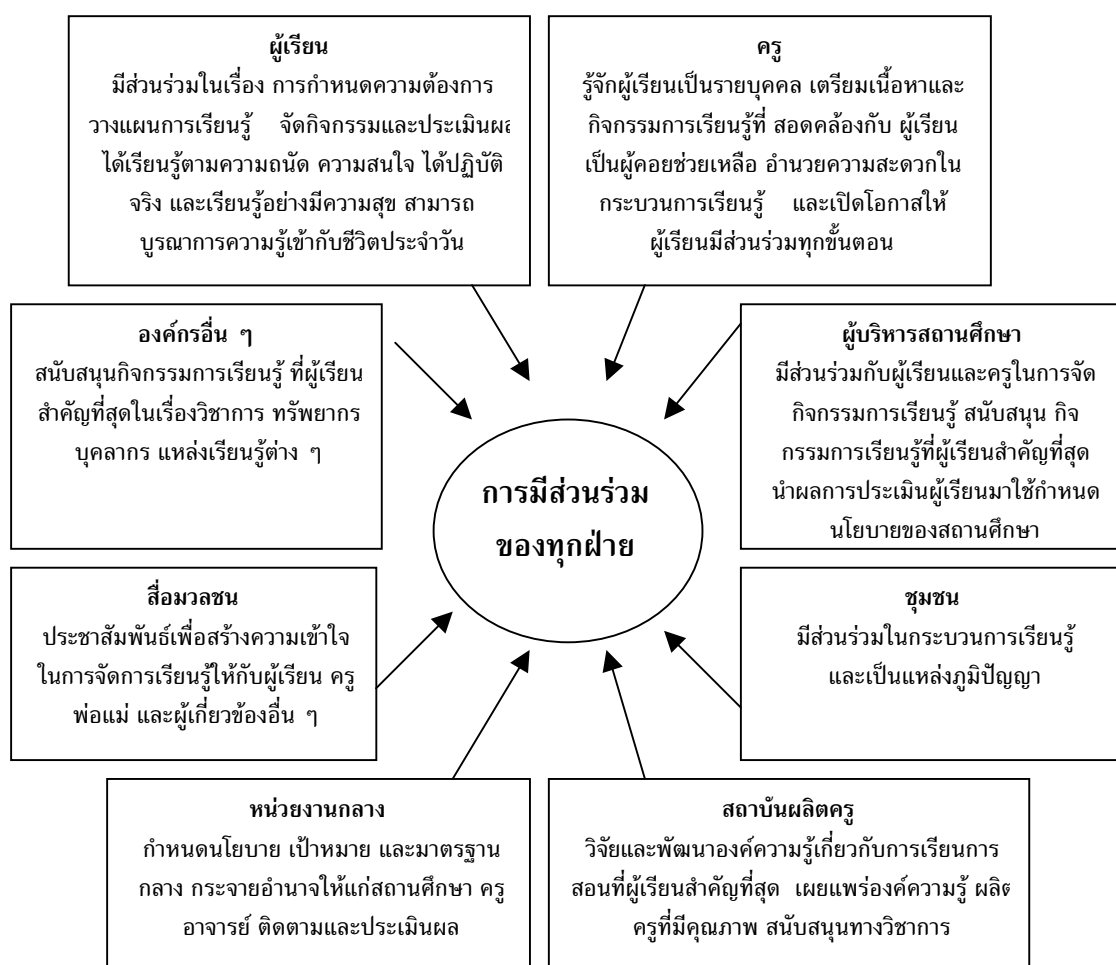 ผู้เรียน
มีส่วนร่วมในเรื่อง การกำหนดความต้องการ
วางแผนการเรียนรู้ จัดกิจกรรมและประเมินผล
ได้เรียนรู้ตามความถนัด ความสนใจ ได้ปฏิบัติ
จริง และเรียนรู้อย่างมีความสุข สามารถ
บูรณาการความรู้เข้ากับชีวิตประจำวัน
ครู
รู้จักผู้เรียนเป็นรายบุคคล เตรียมเนื้อหาและ
กิจกรรมการเรียนรู้ที่ สอดคล้องกับ ผู้เรียน
เป็นผู้คอยช่วยเหลือ อำนวยความสะดวกใน
กระบวนการเรียนรู้ และเปิดโอกาสให้
ผู้เรียนมีส่วนร่วมทุกขั้นตอน
องค์กรอื่น ๆ
สนับสนุนกิจกรรมการเรียนรู้ ที่ผู้เรียน
สำคัญที่สุดในเรื่องวิชาการ ทรัพยากร
บุคลากร แหล่งเรียนรู้ต่าง ๆ
ผู้บริหารสถานศึกษา
มีส่วนร่วมกับผู้เรียนและครูในการจัด
กิจกรรมการเรียนรู้ สนับสนุน กิจ
กรรมการเรียนรู้ที่ผู้เรียนสำคัญที่สุด
นำผลการประเมินผู้เรียนมาใช้กำหนด
นโยบายของสถานศึกษา
การมีส่วนร่วม
ของทุกฝ่าย
สื่อมวลชน
ประชาสัมพันธ์เพื่อสร้างความเข้าใจ
ในการจัดการเรียนรู้ให้กับผู้เรียน ครู
พ่อแม่ และผู้เกี่ยวข้องอื่น ๆ
ชุมชน
มีส่วนร่วมในกระบวนการเรียนรู้
และเป็นแหล่งภูมิปัญญา
หน่วยงานกลาง
กำหนดนโยบาย เป้าหมาย และมาตรฐาน
กลาง กระจายอำนาจให้แก่สถานศึกษา ครู
อาจารย์ ติดตามและประเมินผล
สถาบันผลิตครู
วิจัยและพัฒนาองค์ความรู้เกี่ยวกับการเรียนการ
สอนที่ผู้เรียนสำคัญที่สุด เผยแพร่องค์ความรู้ ผลิต
ครูที่มีคุณภาพ สนับสนุนทางวิชาการ